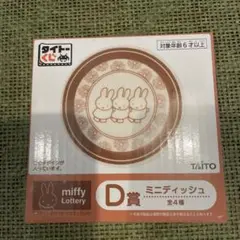 タイトー
くじ
対象年齢6才以上
TAITO
miffy
Lottery
D賞
ミニディッシュ
全4種